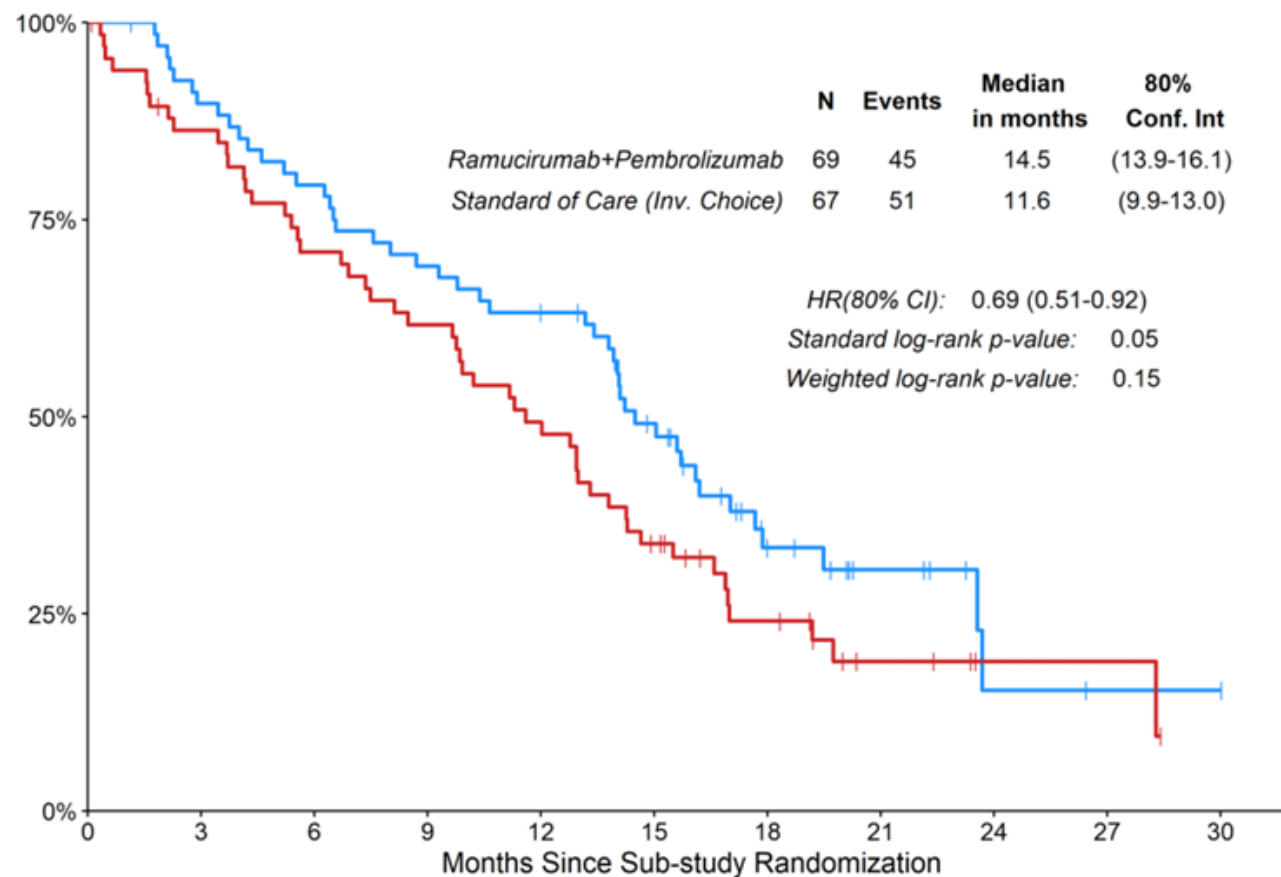 100%
75%
50%
25%
0%
N Events Median in months 80% Conf. Int
Ramucirumab+Pembrolizumab 69 45 14.5 (13.9-16.1)
Standard of Care (Inv. Choice) 67 51 11.6 (9.9-13.0)
HR(80% CI): 0.69 (0.51-0.92)
Standard log-rank p-value: 0.05
Weighted log-rank p-value: 0.15
0 3 6 9 12 15 18 21 24 27 30
Months Since Sub-study Randomization